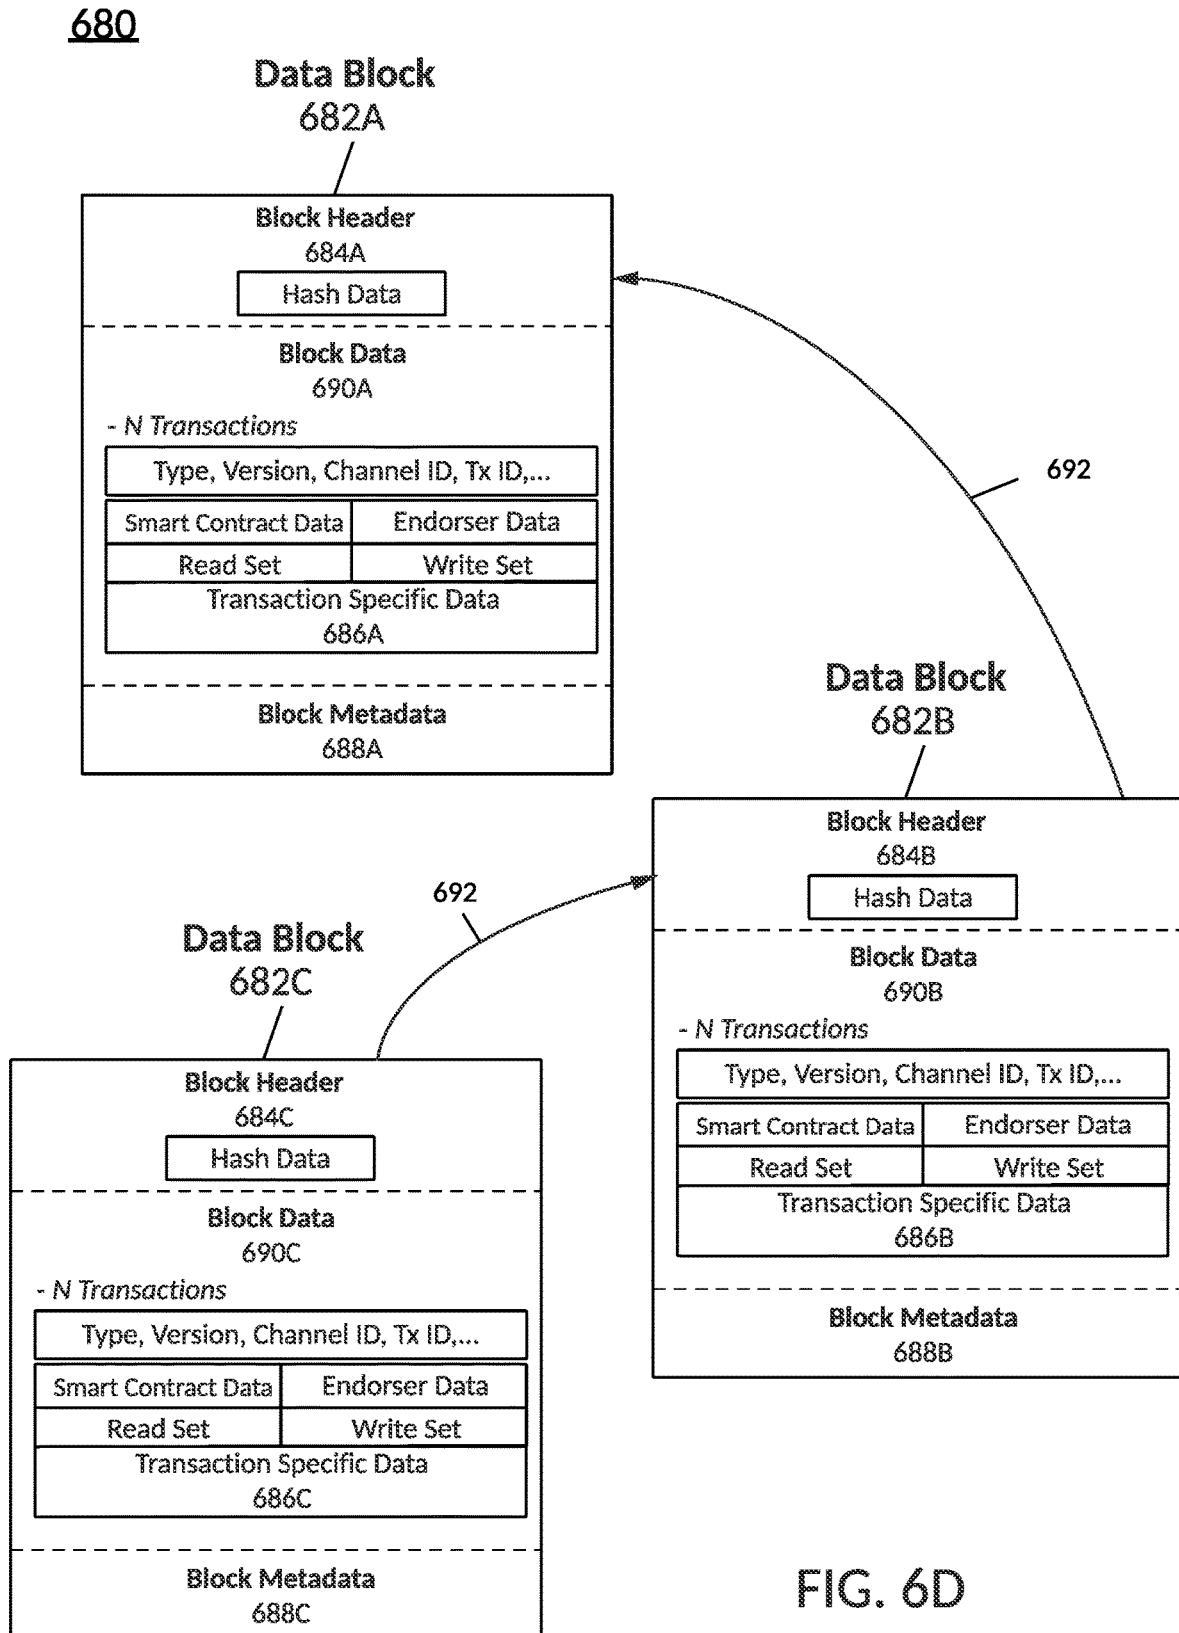 680
Data Block
682A
Block Header
684A
Hash Data
Block Data
690A
- N Transactions
Type, Version, Channel ID, Tx ID,...
Smart Contract Data Endorser Data
Read Set Write Set
Transaction Specific Data
686A
Block Metadata
688A
692
Data Block
682B
Block Header
684B
Hash Data
Block Data
690B
- N Transactions
Type, Version, Channel ID, Tx ID,...
Smart Contract Data Endorser Data
Read Set Write Set
Transaction Specific Data
686B
Block Metadata
688B
692
Data Block
682C
Block Header
684C
Hash Data
Block Data
690C
- N Transactions
Type, Version, Channel ID, Tx ID,...
Smart Contract Data Endorser Data
Read Set Write Set
Transaction Specific Data
686C
Block Metadata
688C
FIG. 6D